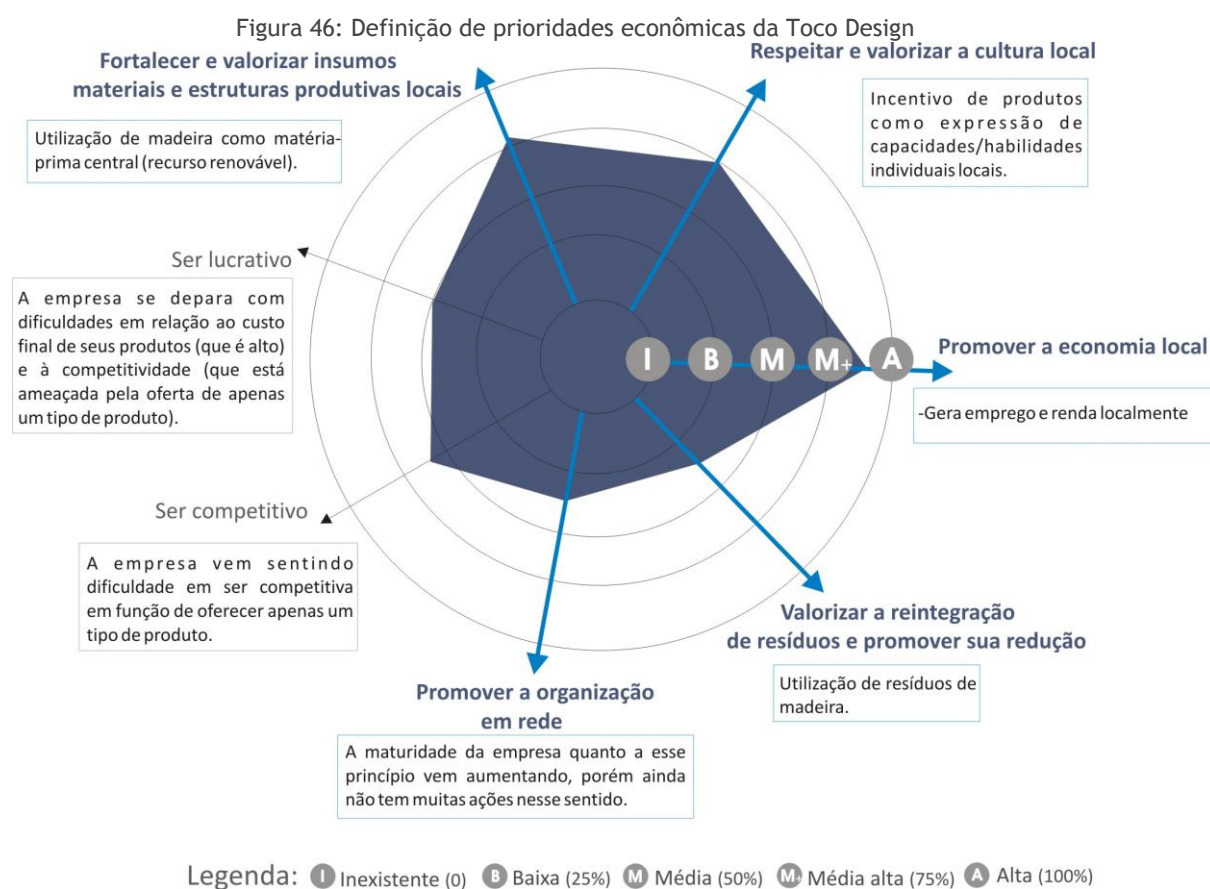 Figura 46: Definição de prioridades econômicas da Toco Design
Fortalecer e valorizar insumos
materiais e estruturas produtivas locais
Utilização de madeira como matéria-
prima central (recurso renovável).
Respeitar e valorizar a cultura local
Incentivo de produtos
como expressão de
capacidades/habilidades
individuais locais.
Ser lucrativo
A empresa se depara com
dificuldades em relação ao custo
final de seus produtos (que é alto)
e à competitividade (que está
ameaçada pela oferta de apenas
um tipo de produto).
I B M M+ A
Promover a economia local
-Gera emprego e renda localmente
Ser competitivo
A empresa vem sentindo
dificuldade em ser competitiva
em função de oferecer apenas um
tipo de produto.
Valorizar a reintegração
de resíduos e promover sua redução
Utilização de resíduos de
madeira.
Promover a organização
em rede
A maturidade da empresa quanto a esse
princípio vem aumentando, porém ainda
não tem muitas ações nesse sentido.
Legenda: I Inexistente (0) B Baixa (25%) M Média (50%) M+ Média alta (75%) A Alta (100%)